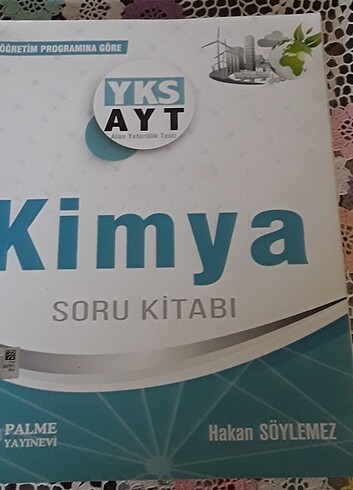 ÖĞRETİM PROGRAMINA GÖRE
YKS
AYT
Alan Yeterlilik Testi
Kimya
SORU KİTABI
PALME
YAYINEVİ
Hakan SÖYLEMEZ